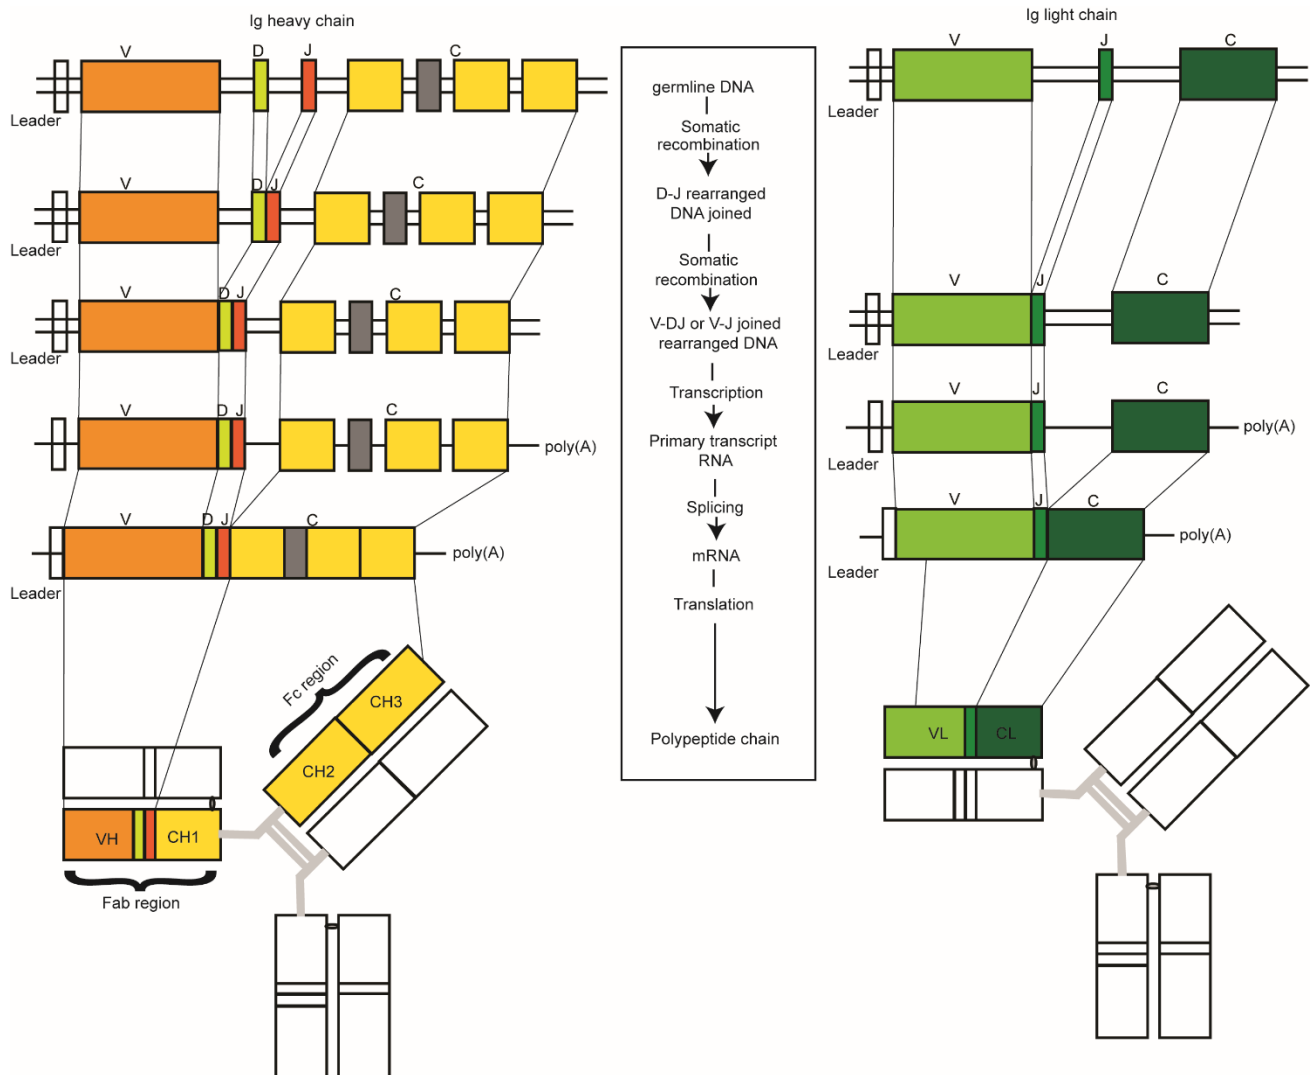 Ig heavy chain
V D J C
Leader
V D J C
Leader
V D J C
Leader
V D J C
poly(A)
Leader
V D J C
poly(A)
Leader
Fc region
CH3
CH2
VH CH1
Fab region
germline DNA
Somatic
recombination
D-J rearranged
DNA joined
Somatic
recombination
V-DJ or V-J joined
rearranged DNA
Transcription
Primary transcript
RNA
Splicing
mRNA
Translation
Polypeptide chain
Ig light chain
V J C
Leader
V J C
Leader
V J C
poly(A)
Leader
V J C
poly(A)
Leader
VL CL